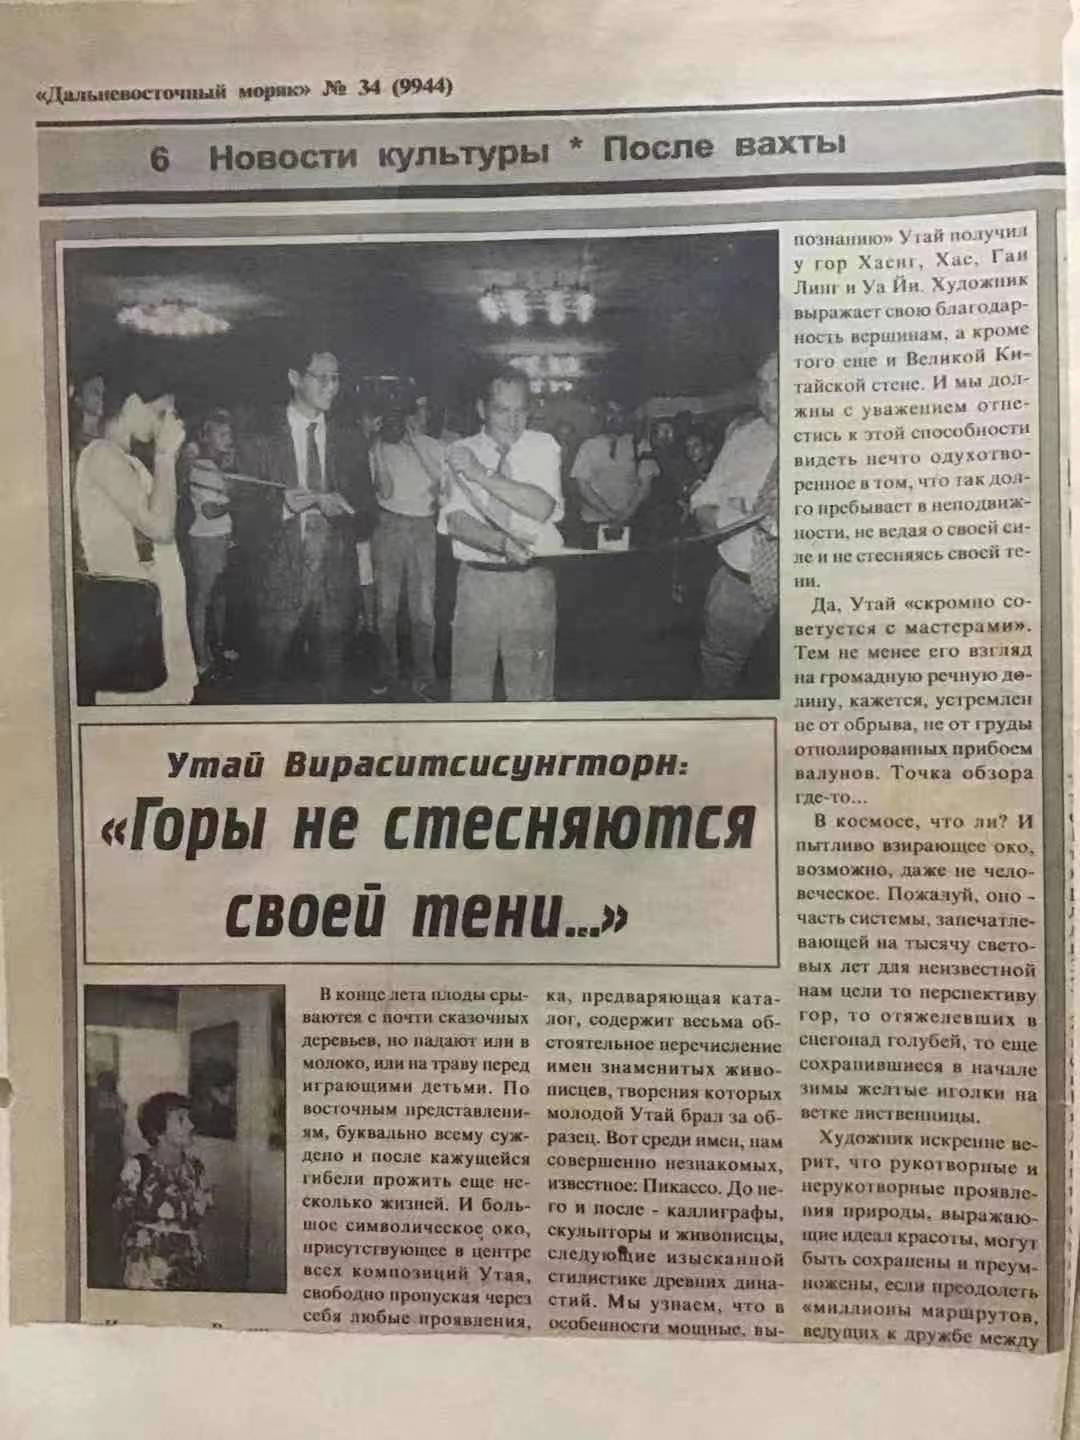 «Дальневосточный моряк» № 34 (9944)
6 Новости культуры * После вахты
Утай Вираситсисунгторн:
«Горы не стесняются
своей тени...»
В конце лета плоды сры-
ваются с почти сказочных
деревьев, но падают или в
молоко, или на траву перед
играющими детьми. По
восточным представлени-
ям, буквально всему суж-
дено и после кажущейся
гибели прожить еще не-
сколько жизней. И боль-
шое символическое око,
присутствующее в центре
всех композиций Утая,
свободно пропуская через
себя любые проявления,
ка, предваряющая ката-
лог, содержит весьма об-
стоятельное перечисление
имен знаменитых живо-
писцев, творения которых
молодой Утай брал за об-
разец. Вот среди имен, нам
совершенно незнакомых,
известное: Пикассо. До не-
го и после - каллиграфы,
скульпторы и живописцы,
следующие изысканной
стилистике древних динас-
тий. Мы узнаем, что в
особенности мощные, вы-
познанию» Утай получил
у гор Хасиг, Хас, Ган
Линг и Уа Йи. Художник
выражает свою благодар-
ность вершинам, а кроме
того еще и Великой Ки-
тайской стене. И мы дол-
жны с уважением отне-
стись к этой способности
видеть нечто одухотво-
ренное в том, что так дол-
го пребывает в неподвиж-
ности, не ведая о своей си-
ле и не стесняясь своей те-
ни.
Да, Утай «скромно со-
ветуется с мастерами».
Тем не менее его взгляд
на громадную речную до-
лину, кажется, устремлен
не от обрыва, не от груды
отполированных прибоем
валунов. Точка обзора
где-то...
В космосе, что ли? И
пытливо взирающее око,
возможно, даже не чело-
веческое. Пожалуй, оно -
часть системы, запечатле-
вающей на тысячу свето-
вых лет для неизвестной
нам цели то перспективу
гор, то отяжелевших в
снегопад голубей, то еще
сохранившиеся в начале
зимы желтые иголки на
ветке лиственницы.
Художник искренне ве-
рит, что рукотворные и
нерукотворные проявле-
ния природы, выражаю-
щие идеал красоты, могут
быть сохранены и преум-
ножены, если преодолеть
«миллионы маршрутов,
ведущих к дружбе между